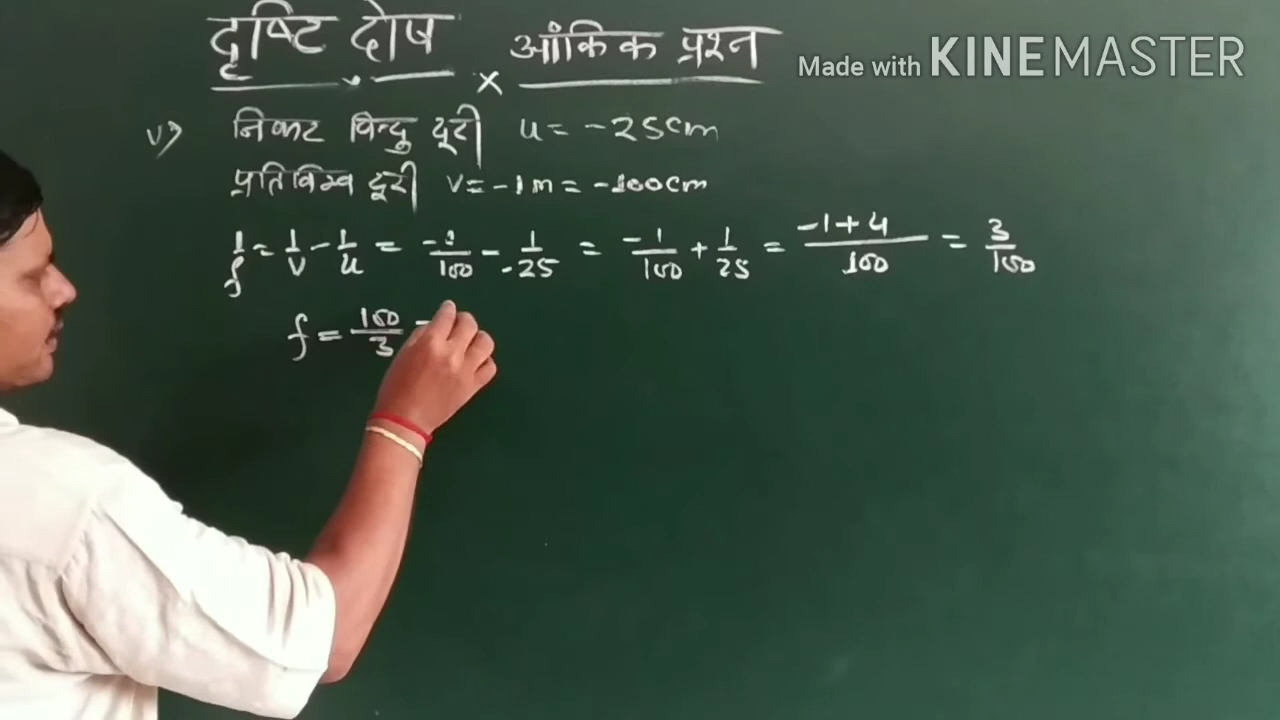 दृष्टि दोष × आंकिक प्रश्न
Made with KINEMASTER
v) निकट विन्दु दूरी u = -25cm
प्रतिविम्व दूरी v = -1m = -100cm
1/f = 1/v - 1/u = -1/100 - 1/-25 = -1/100 + 1/25 = -1+4/100 = 3/100
f = 100/3 =